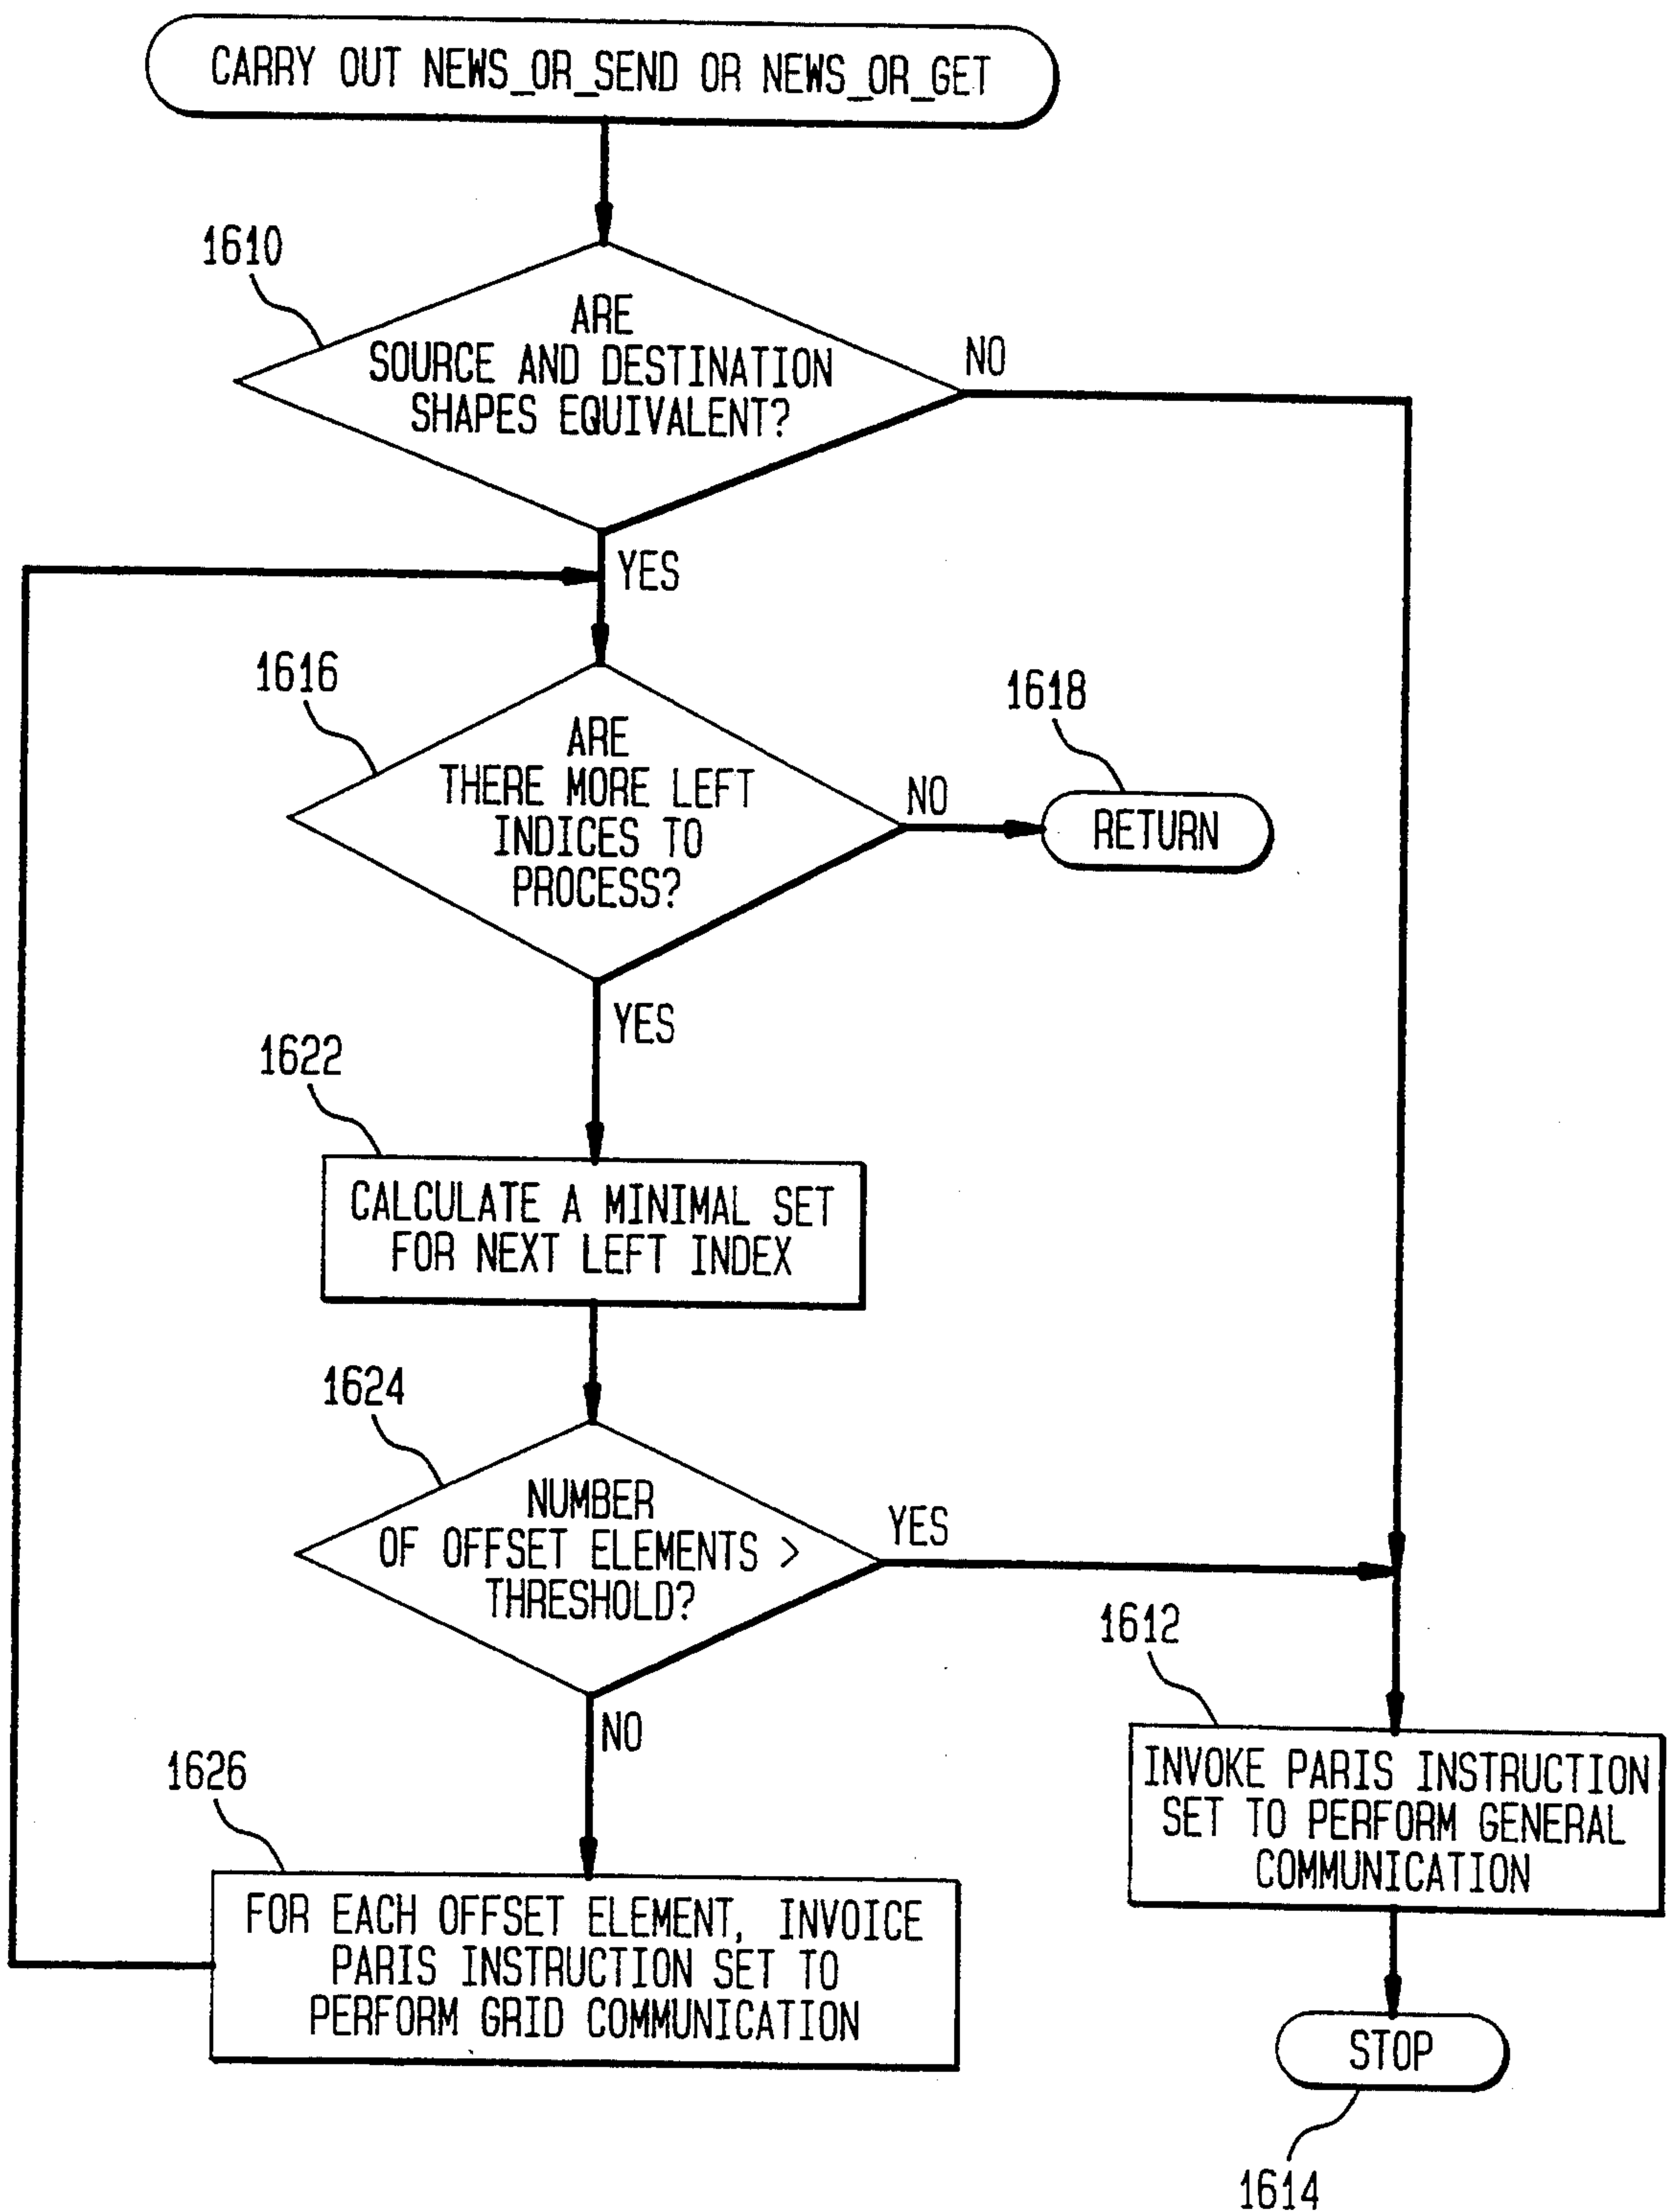 CARRY OUT NEWS_OR_SEND OR NEWS_OR_GET
1610
ARE
SOURCE AND DESTINATION
SHAPES EQUIVALENT?
NO
YES
1616
ARE
THERE MORE LEFT
INDICES TO
PROCESS?
NO
1618
RETURN
YES
1622
CALCULATE A MINIMAL SET
FOR NEXT LEFT INDEX
1624
NUMBER
OF OFFSET ELEMENTS >
THRESHOLD?
YES
NO
1612
INVOKE PARIS INSTRUCTION
SET TO PERFORM GENERAL
COMMUNICATION
1626
FOR EACH OFFSET ELEMENT, INVOICE
PARIS INSTRUCTION SET TO
PERFORM GRID COMMUNICATION
STOP
1614